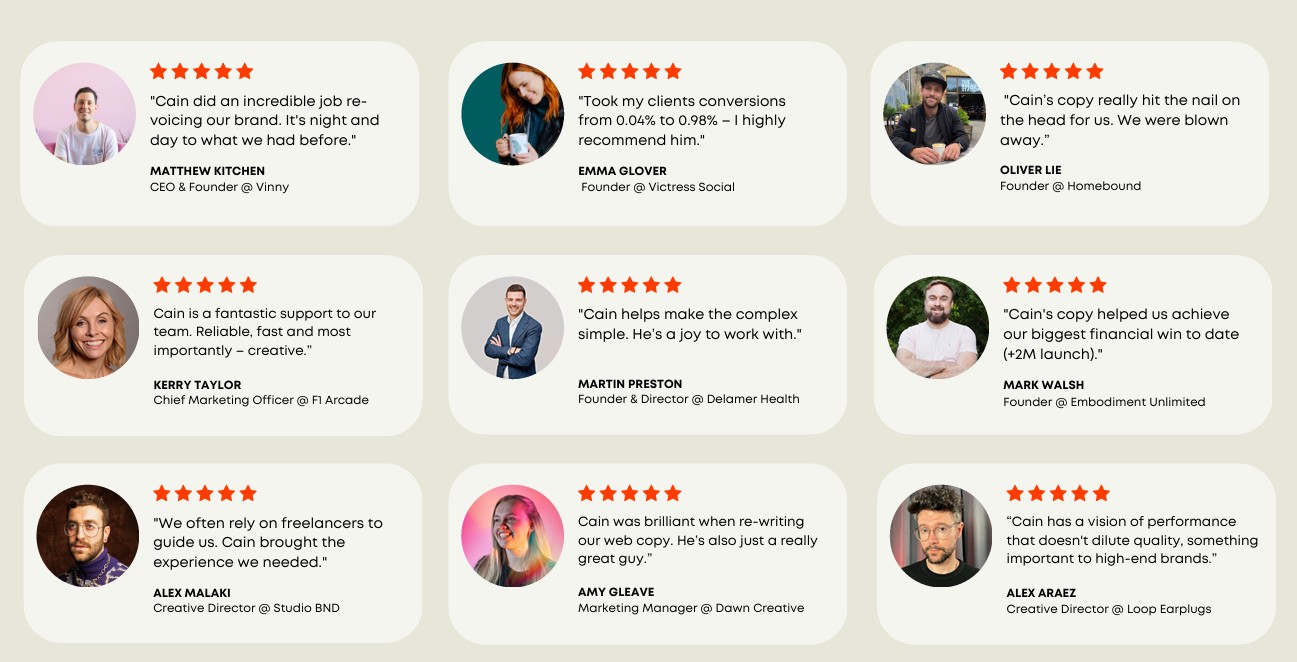 "Cain did an incredible job re-
voicing our brand. It's night and
day to what we had before."
MATTHEW KITCHEN
CEO & Founder @ Vinny
"Took my clients conversions
from 0.04% to 0.98% – I highly
recommend him."
EMMA GLOVER
Founder @ Victress Social
"Cain's copy really hit the nail on
the head for us. We were blown
away.”
OLIVER LIE
Founder @ Homebound
Cain is a fantastic support to our
team. Reliable, fast and most
importantly – creative.”
KERRY TAYLOR
Chief Marketing Officer @ F1 Arcade
"Cain helps make the complex
simple. He’s a joy to work with."
MARTIN PRESTON
Founder & Director @ Delamer Health
"Cain's copy helped us achieve
our biggest financial win to date
(+2M launch)."
MARK WALSH
Founder @ Embodiment Unlimited
"We often rely on freelancers to
guide us. Cain brought the
experience we needed."
ALEX MALAKI
Creative Director @ Studio BND
Cain was brilliant when re-writing
our web copy. He’s also just a really
great guy.”
AMY GLEAVE
Marketing Manager @ Dawn Creative
“Cain has a vision of performance
that doesn't dilute quality, something
important to high-end brands.”
ALEX ARAEZ
Creative Director @ Loop Earplugs